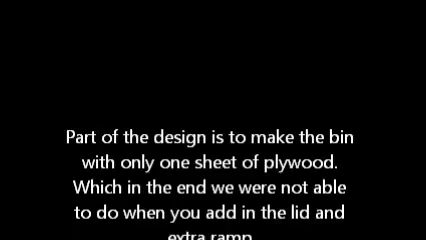 Part of the design is to make the bin
with only one sheet of plywood.
Which in the end we were not able
to do when you add in the lid and
extra ramp